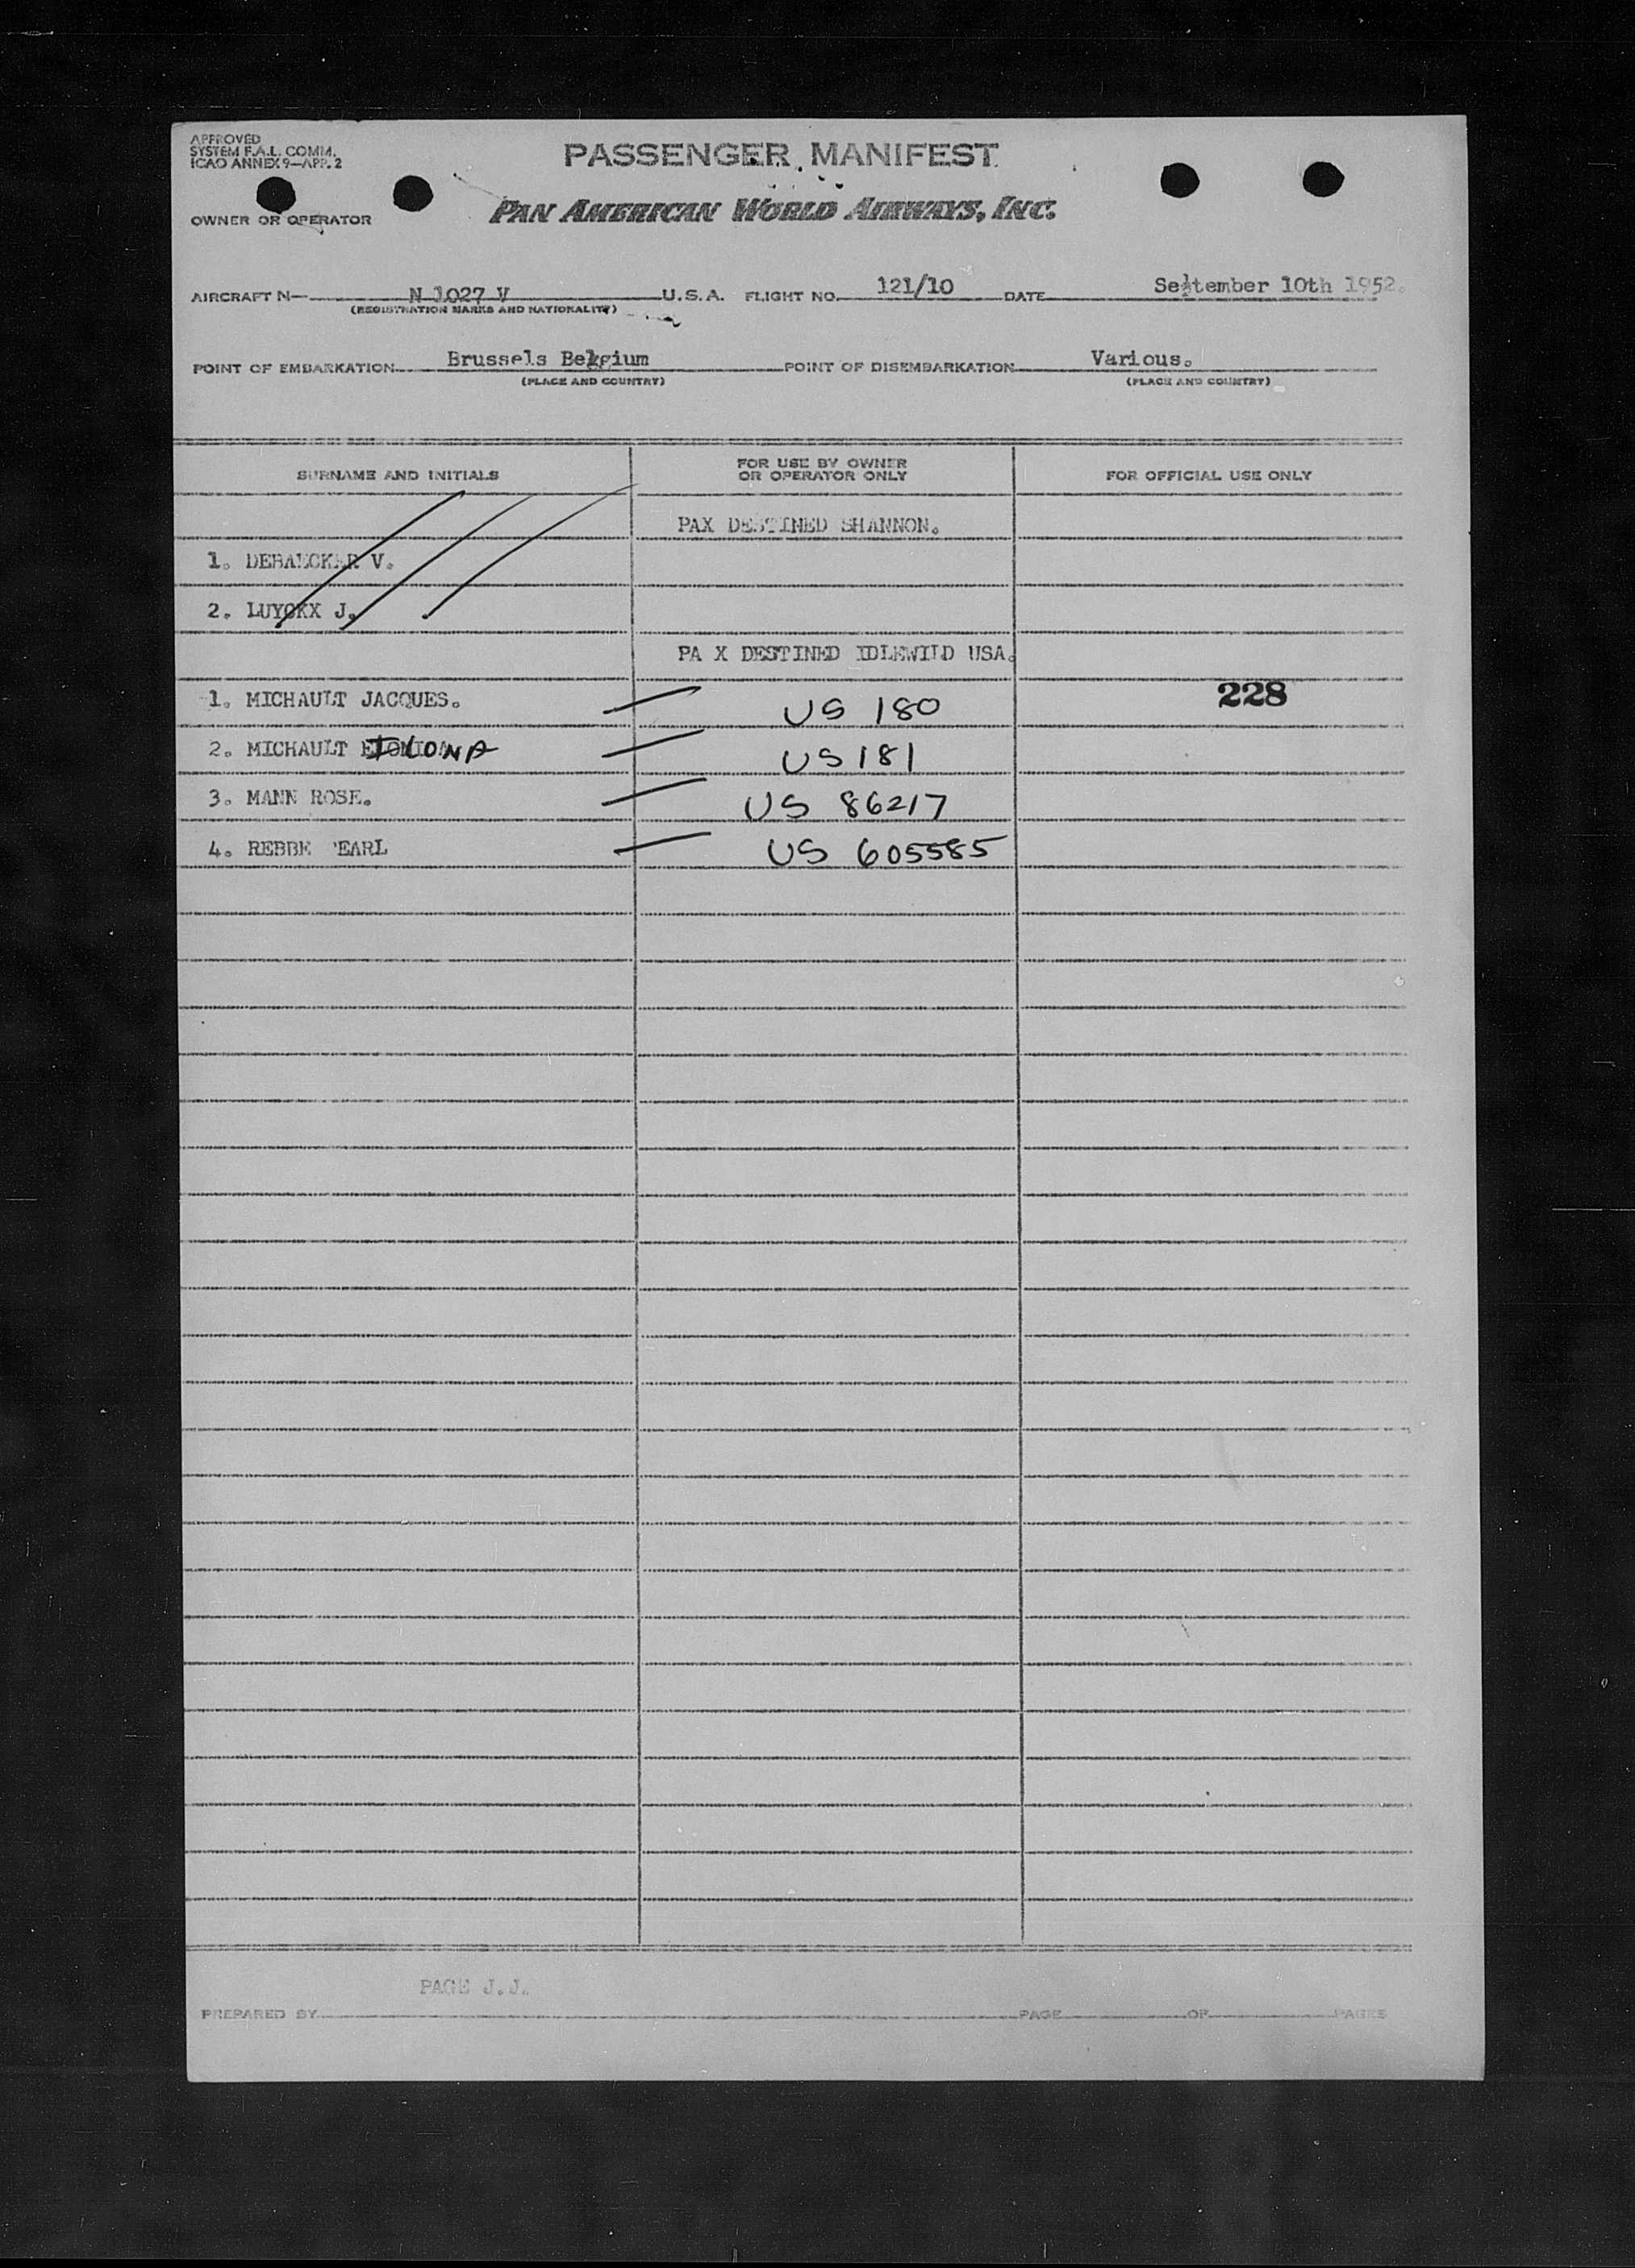 APPROVED
SYSTEM F.A.L. COMM.
ICAO ANNEX 9—APP. 2
PASSENGER MANIFEST
OWNER OR OPERATOR
PAN AMERICAN WORLD AIRWAYS, INC.
AIRCRAFT N— N 1027 V U.S.A. FLIGHT NO. 121/10 DATE September 10th 1952.
(REGISTRATION MARKS AND NATIONALITY)
POINT OF EMBARKATION Brussels Belgium POINT OF DISEMBARKATION Various.
(PLACE AND COUNTRY) (PLACE AND COUNTRY)
SURNAME AND INITIALS FOR USE BY OWNER OR OPERATOR ONLY FOR OFFICIAL USE ONLY
PAX DESTINED SHANNON.
1. DEBAECKER V.
2. LUYCKX J.
PA X DESTINED IDLEWILD USA.
1. MICHAULT JACQUES. US 180 228
2. MICHAULT ILONA US 181
3. MANN ROSE. US 86217
4. REBBE EARL US 605585
PAGE J.J.
PREPARED BY PAGE OF PAGES